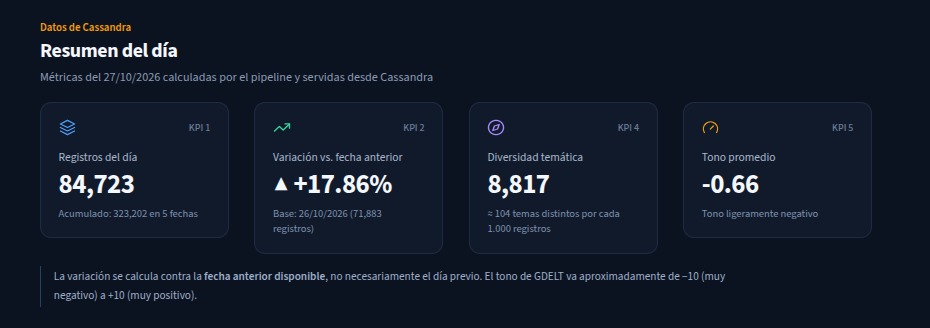 Datos de Cassandra
Resumen del día
Métricas del 27/10/2026 calculadas por el pipeline y servidas desde Cassandra
KPI 1
Registros del día
84,723
Acumulado: 323,202 en 5 fechas
KPI 2
Variación vs. fecha anterior
▲ +17.86%
Base: 26/10/2026 (71,883
registros)
KPI 4
Diversidad temática
8,817
≈ 104 temas distintos por cada
1.000 registros
KPI 5
Tono promedio
-0.66
Tono ligeramente negativo
La variación se calcula contra la fecha anterior disponible, no necesariamente el día previo. El tono de GDELT va aproximadamente de −10 (muy
negativo) a +10 (muy positivo).